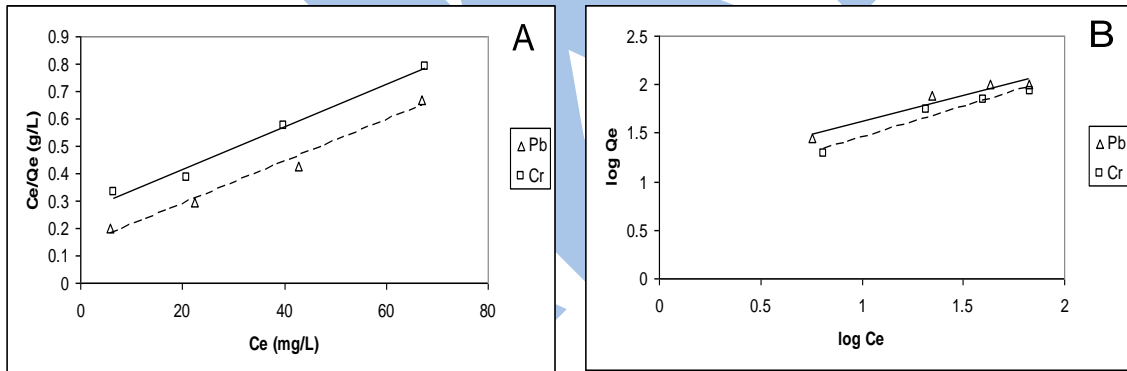 A
Ce/Qe (g/L)
0.9
0.8
0.7
0.6
0.5
0.4
0.3
0.2
0.1
0
0 20 40 60 80
Ce (mg/L)
Pb
Cr
B
log Qe
2.5
2
1.5
1
0.5
0
0 0.5 1 1.5 2
log Ce
Pb
Cr